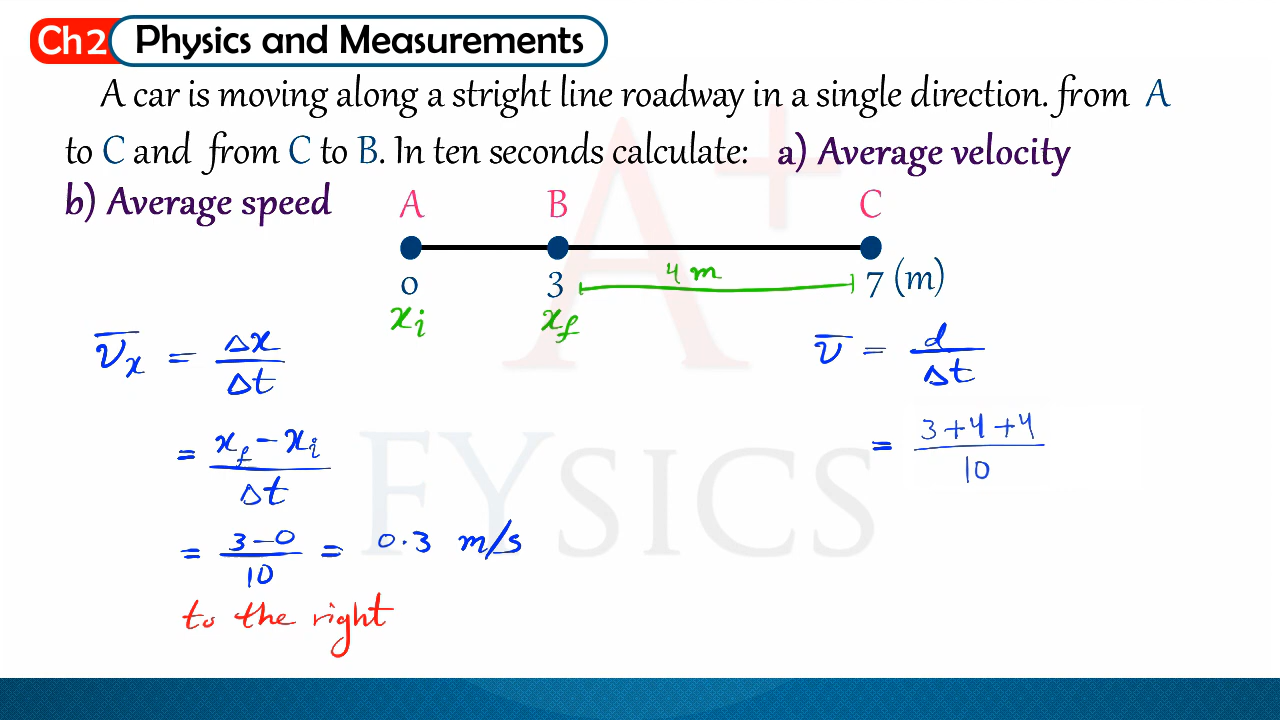 Ch2 Physics and Measurements
A car is moving along a stright line roadway in a single direction. from A
to C and from C to B. In ten seconds calculate: a) Average velocity
b) Average speed
A B C
0 3 7 (m)
4 m
xi xf
v̄x = Δx / Δt
= xf - xi / Δt
= 3-0 / 10 = 0.3 m/s
to the right
v̄ = d / Δt
= 3+4+4 / 10
A+
FYSICS